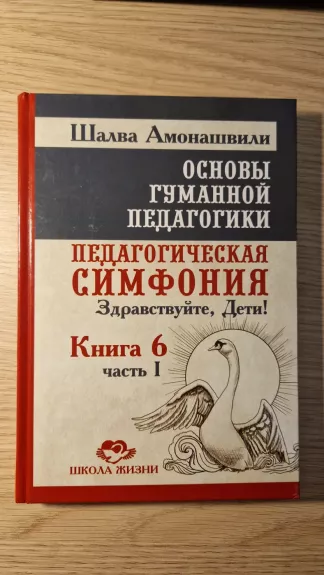 Шалва Амонашвили
ОСНОВЫ
ГУМАННОЙ
ПЕДАГОГИКИ
ПЕДАГОГИЧЕСКАЯ
СИМФОНИЯ
Здравствуйте, Дети!
Книга 6
часть I
ШКОЛА ЖИЗНИ